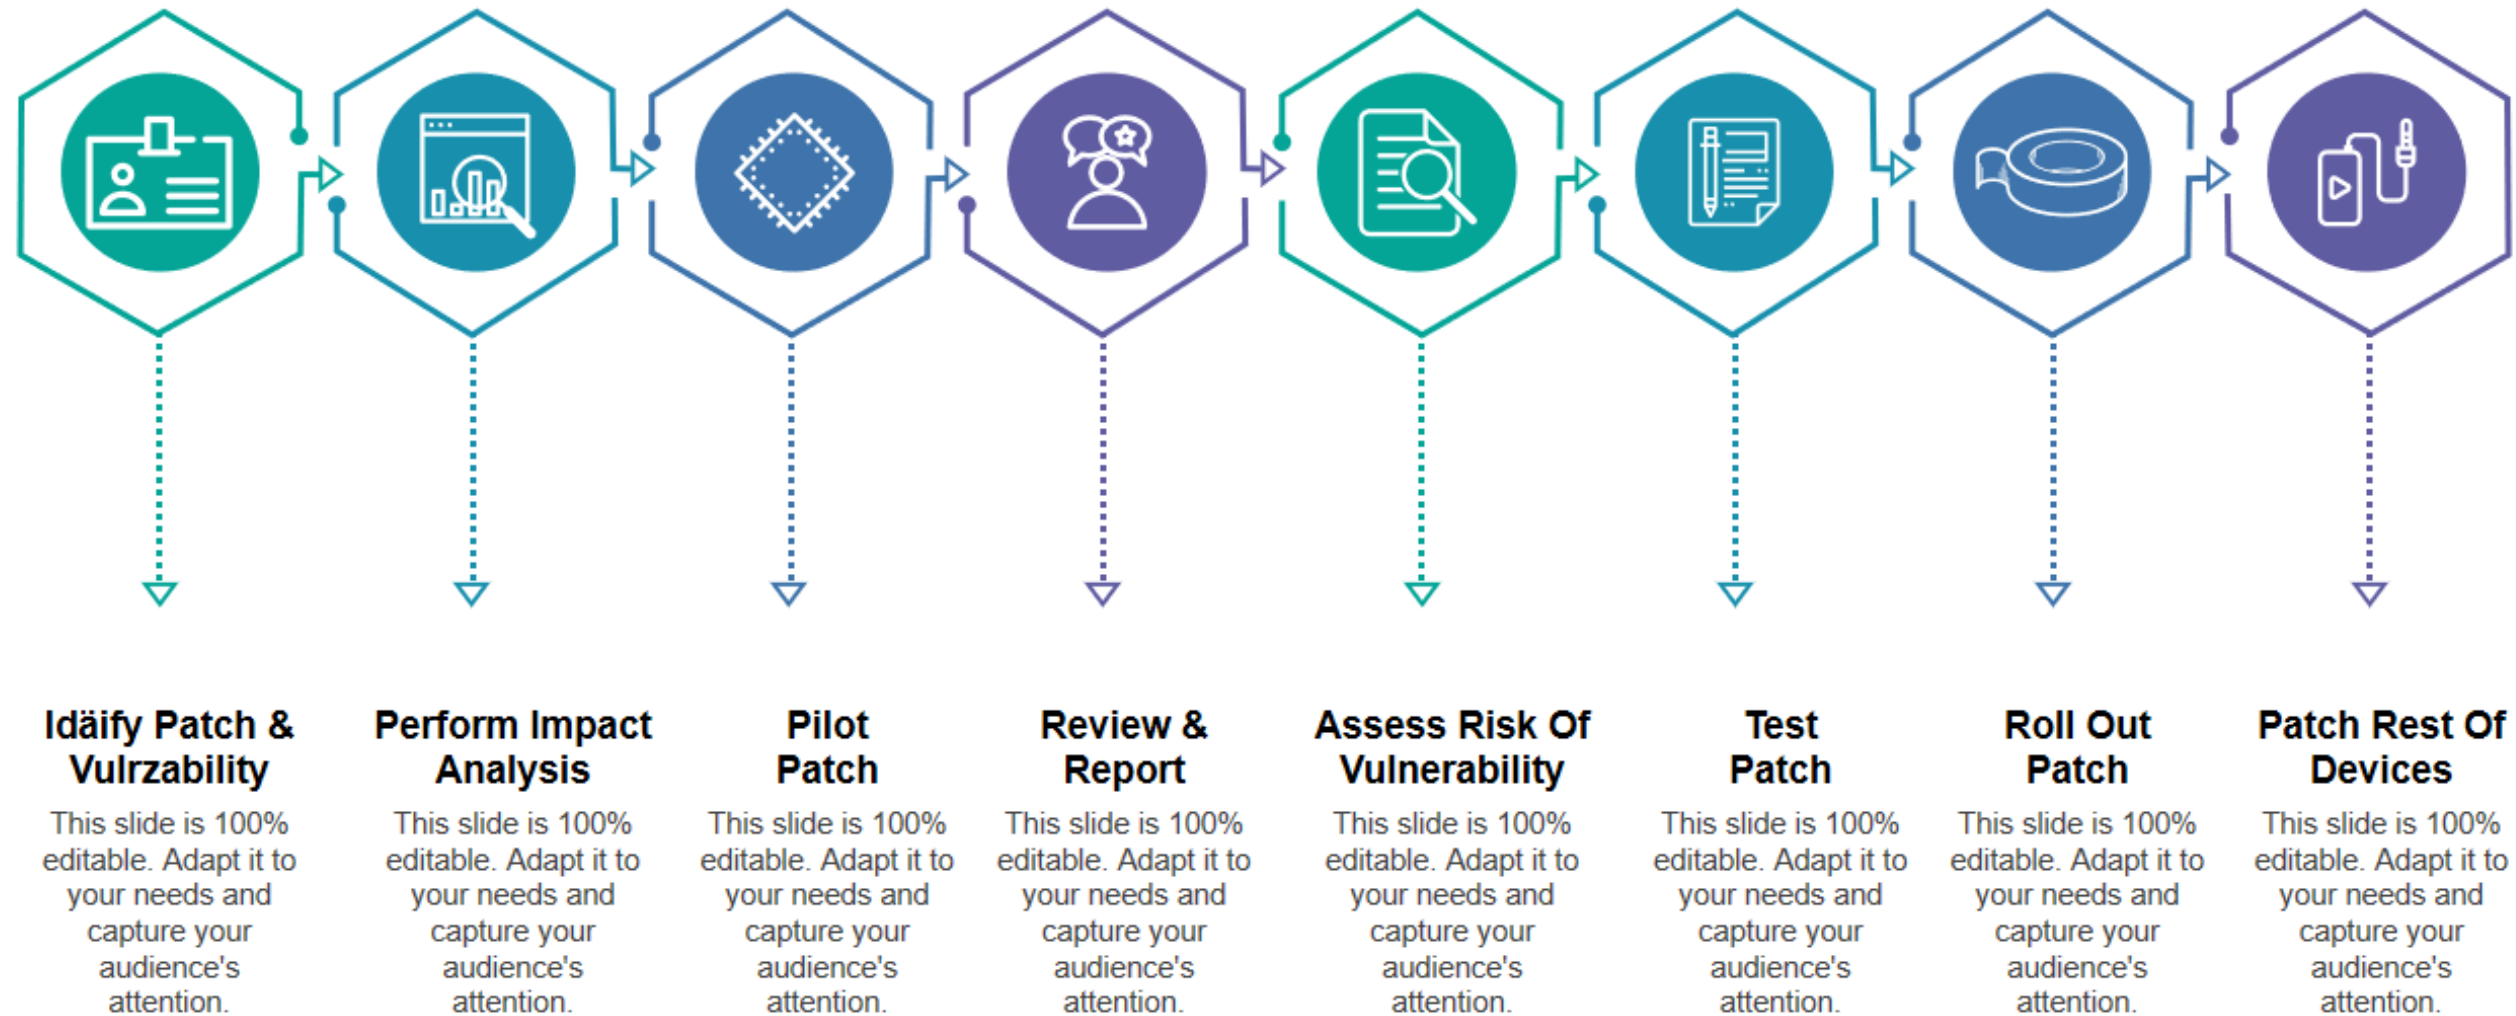 Idäify Patch &
Vulrzability
This slide is 100%
editable. Adapt it to
your needs and
capture your
audience's
attention.
Perform Impact
Analysis
This slide is 100%
editable. Adapt it to
your needs and
capture your
audience's
attention.
Pilot
Patch
This slide is 100%
editable. Adapt it to
your needs and
capture your
audience's
attention.
Review &
Report
This slide is 100%
editable. Adapt it to
your needs and
capture your
audience's
attention.
Assess Risk Of
Vulnerability
This slide is 100%
editable. Adapt it to
your needs and
capture your
audience's
attention.
Test
Patch
This slide is 100%
editable. Adapt it to
your needs and
capture your
audience's
attention.
Roll Out
Patch
This slide is 100%
editable. Adapt it to
your needs and
capture your
audience's
attention.
Patch Rest Of
Devices
This slide is 100%
editable. Adapt it to
your needs and
capture your
audience's
attention.